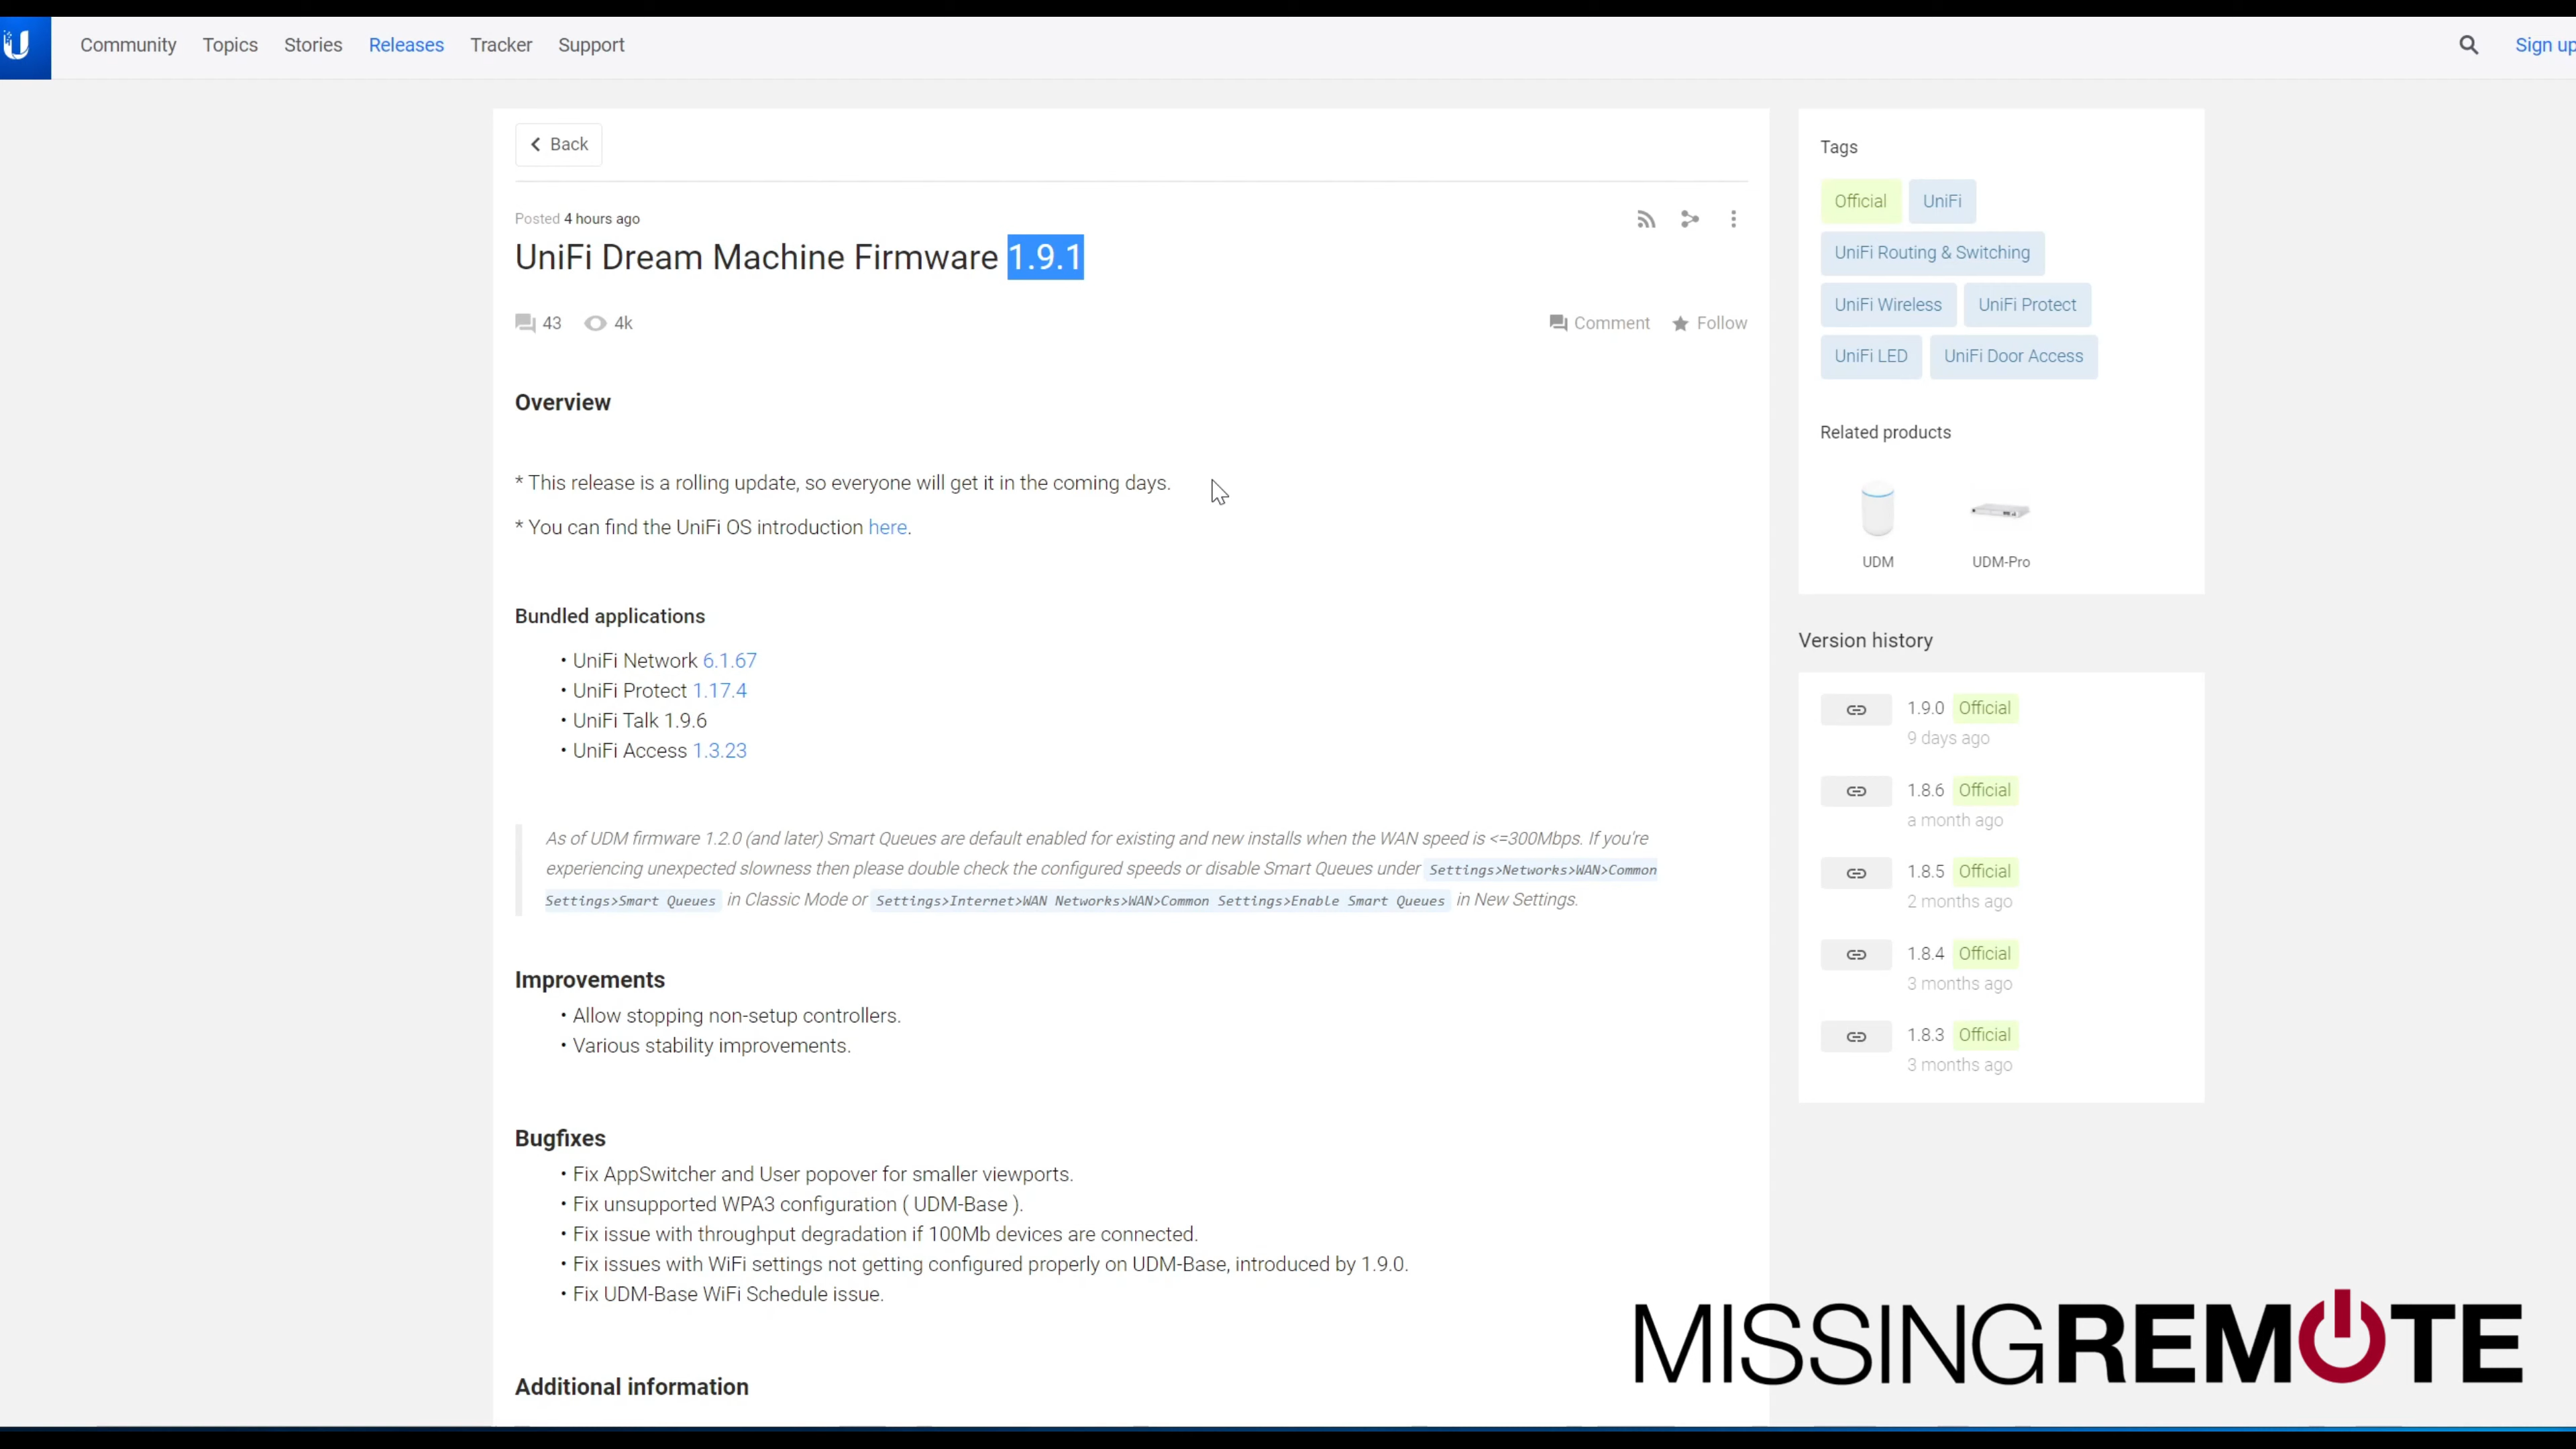 Community Topics Stories Releases Tracker Support Sign up
Back
Posted 4 hours ago
UniFi Dream Machine Firmware 1.9.1
43 4k Comment Follow
Overview
* This release is a rolling update, so everyone will get it in the coming days.
* You can find the UniFi OS introduction here.
Bundled applications
• UniFi Network 6.1.67
• UniFi Protect 1.17.4
• UniFi Talk 1.9.6
• UniFi Access 1.3.23
As of UDM firmware 1.2.0 (and later) Smart Queues are default enabled for existing and new installs when the WAN speed is <=300Mbps. If you're
experiencing unexpected slowness then please double check the configured speeds or disable Smart Queues under Settings>Networks>WAN>Common
Settings>Smart Queues in Classic Mode or Settings>Internet>WAN Networks>WAN>Common Settings>Enable Smart Queues in New Settings.
Improvements
• Allow stopping non-setup controllers.
• Various stability improvements.
Bugfixes
• Fix AppSwitcher and User popover for smaller viewports.
• Fix unsupported WPA3 configuration ( UDM-Base ).
• Fix issue with throughput degradation if 100Mb devices are connected.
• Fix issues with WiFi settings not getting configured properly on UDM-Base, introduced by 1.9.0.
• Fix UDM-Base WiFi Schedule issue.
Additional information
Tags
Official UniFi
UniFi Routing & Switching
UniFi Wireless UniFi Protect
UniFi LED UniFi Door Access
Related products
UDM UDM-Pro
Version history
1.9.0 Official
9 days ago
1.8.6 Official
a month ago
1.8.5 Official
2 months ago
1.8.4 Official
3 months ago
1.8.3 Official
3 months ago
MISSINGREMOTE